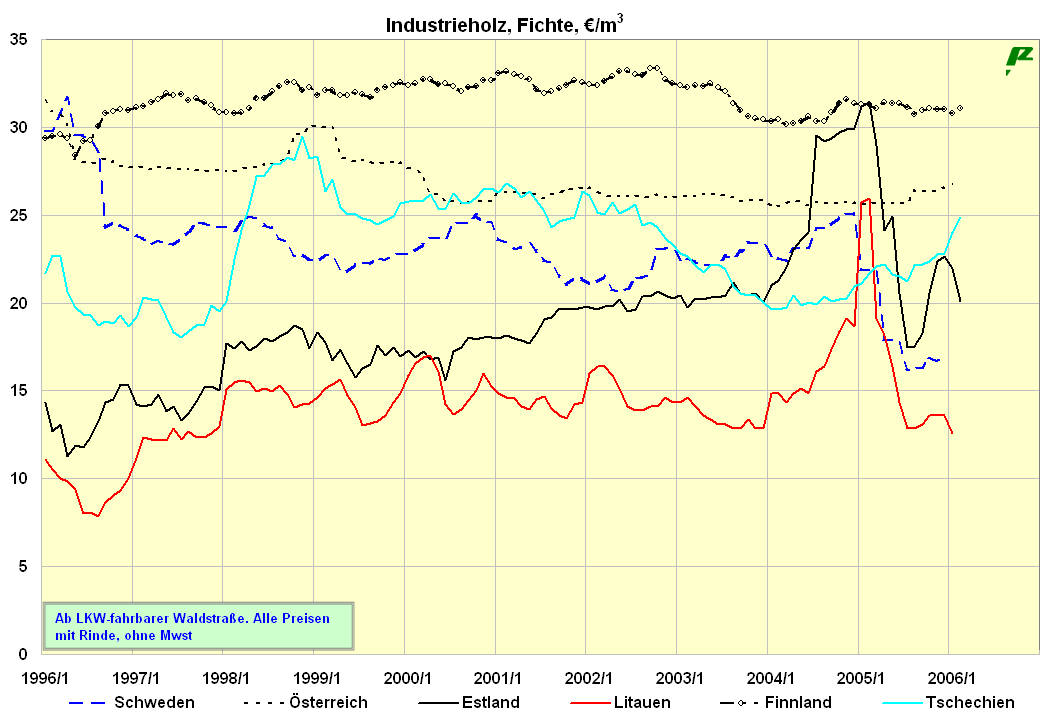 Industrieholz, Fichte, €/m³
35
30
25
20
15
10
5
0
Ab LKW-fahrbarer Waldstraße. Alle Preisen
mit Rinde, ohne Mwst
1996/1 1997/1 1998/1 1999/1 2000/1 2001/1 2002/1 2003/1 2004/1 2005/1 2006/1
Schweden Österreich Estland Litauen Finnland Tschechien